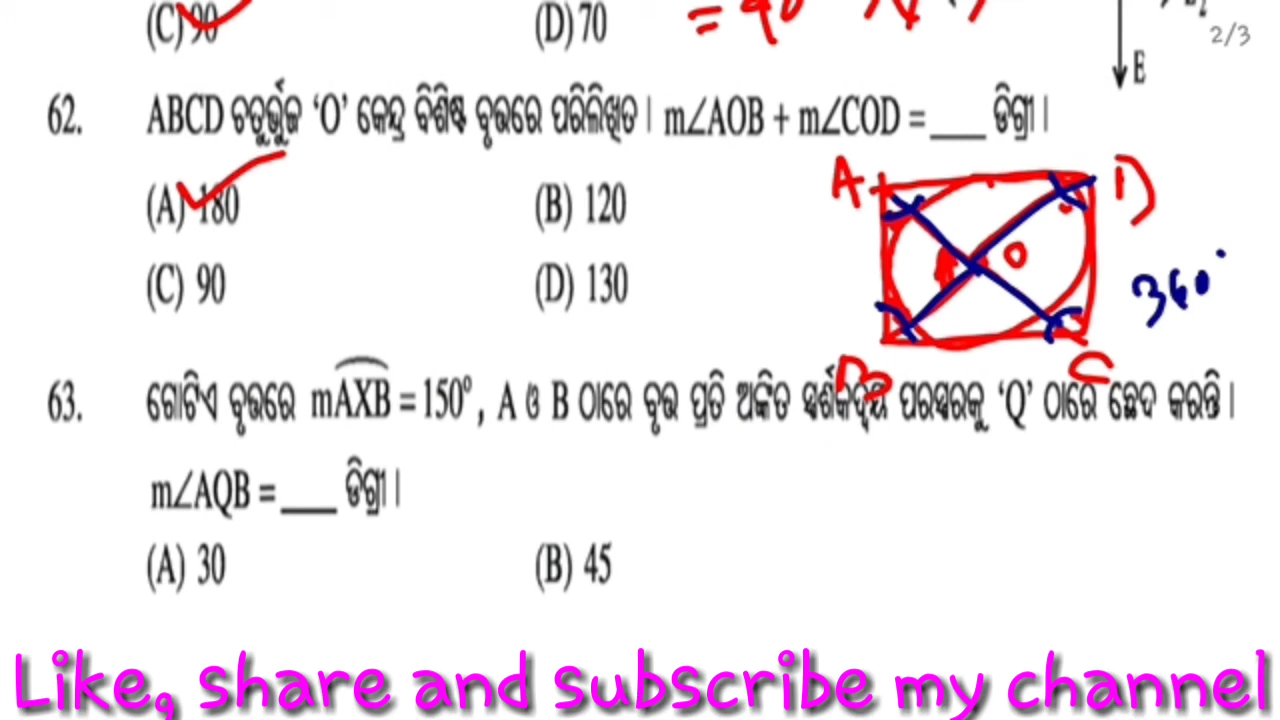 (C) 90 (D) 70 = 90
2/3
E
62. ABCD ଚତୁର୍ଭୁଜ ‘O’ କେନ୍ଦ୍ର ବିଶିଷ୍ଟ ବୃତ୍ତରେ ପରିଲିଖିତ । m∠AOB + m∠COD = ___ ଡିଗ୍ରୀ ।
(A) 180 (B) 120
A D
O
(C) 90 (D) 130
360°
B C
63. ଗୋଟିଏ ବୃତ୍ତରେ mAXB = 150°, A ଓ B ଠାରେ ବୃତ୍ତ ପ୍ରତି ଅଙ୍କିତ ସ୍ପର୍ଶକଦ୍ୱୟ ପରସ୍ପରକୁ ‘Q’ ଠାରେ ଛେଦ କରନ୍ତି ।
m∠AQB = ___ ଡିଗ୍ରୀ ।
(A) 30 (B) 45
Like, share and subscribe my channel